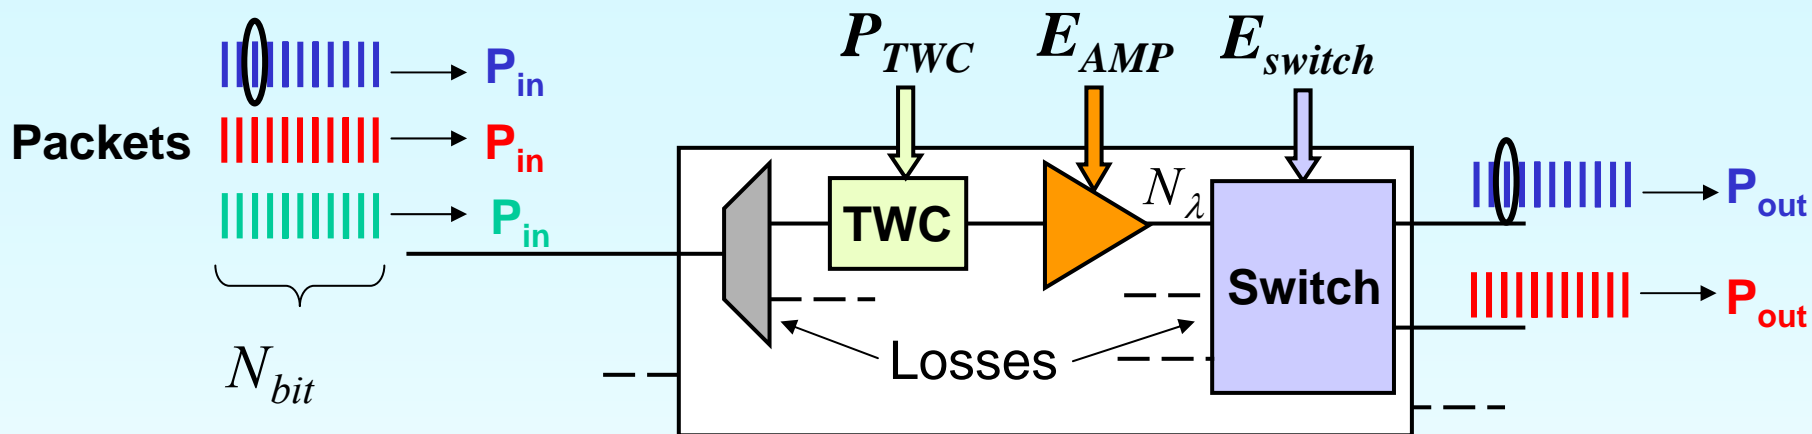 P_TWC E_AMP E_switch
P_in
Packets P_in
P_in
N_bit
TWC
N_λ
Switch
Losses
P_out
P_out